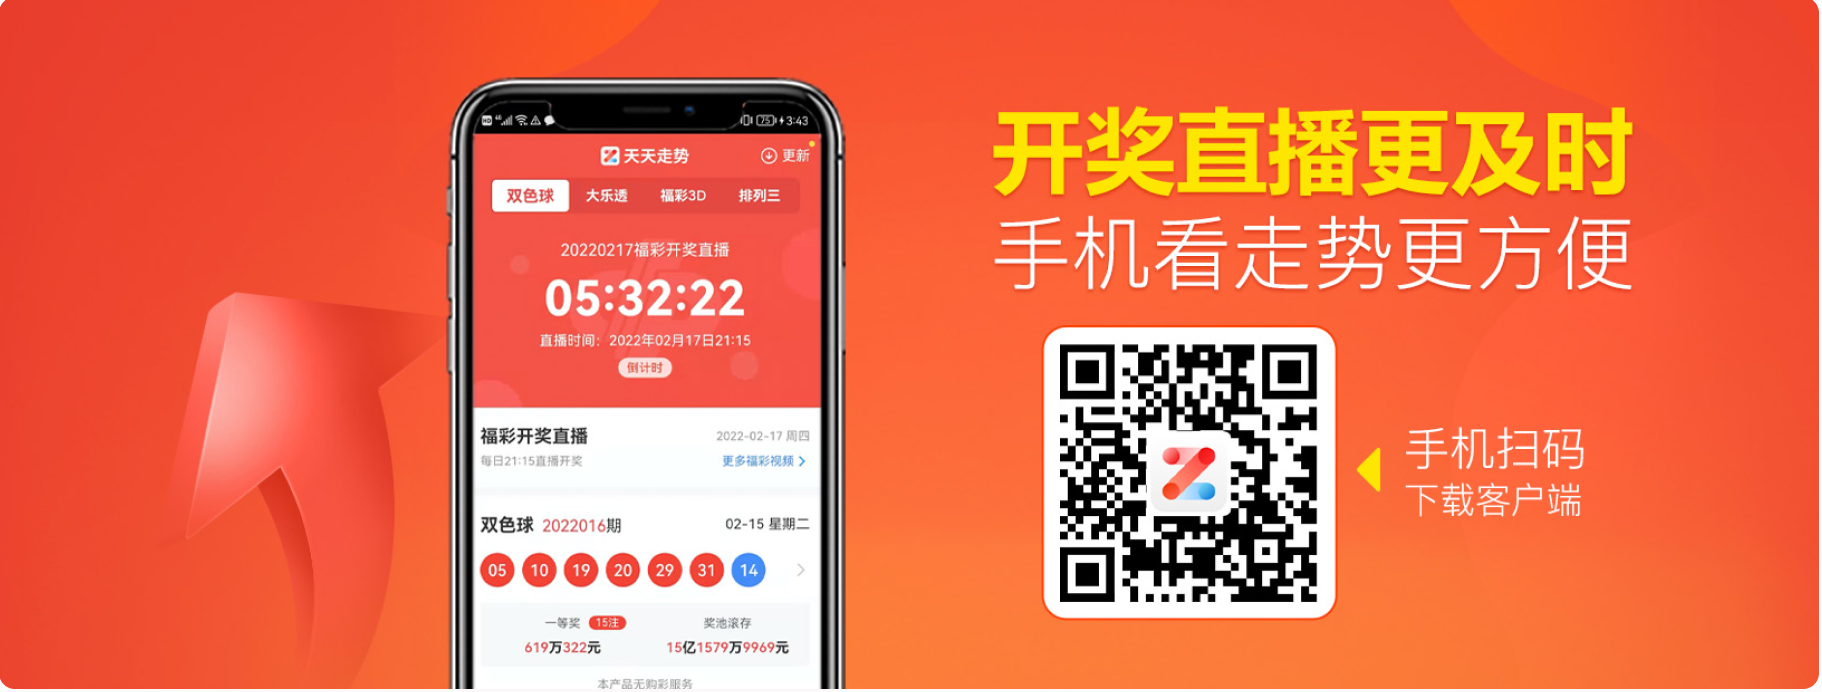 HD 4G 75 3:43
天天走势
更新
双色球 大乐透 福彩3D 排列三
20220217福彩开奖直播
05:32:22
直播时间：2022年02月17日21:15
倒计时
福彩开奖直播 2022-02-17 周四
每日21:15直播开奖 更多福彩视频
双色球 2022016期 02-15 星期二
05 10 19 20 29 31 14
一等奖 15注 奖池滚存
619万322元 15亿1579万9969元
本产品无购彩服务
开奖直播更及时
手机看走势更方便
手机扫码
下载客户端